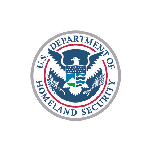 U.S. DEPARTMENT OF
HOMELAND SECURITY